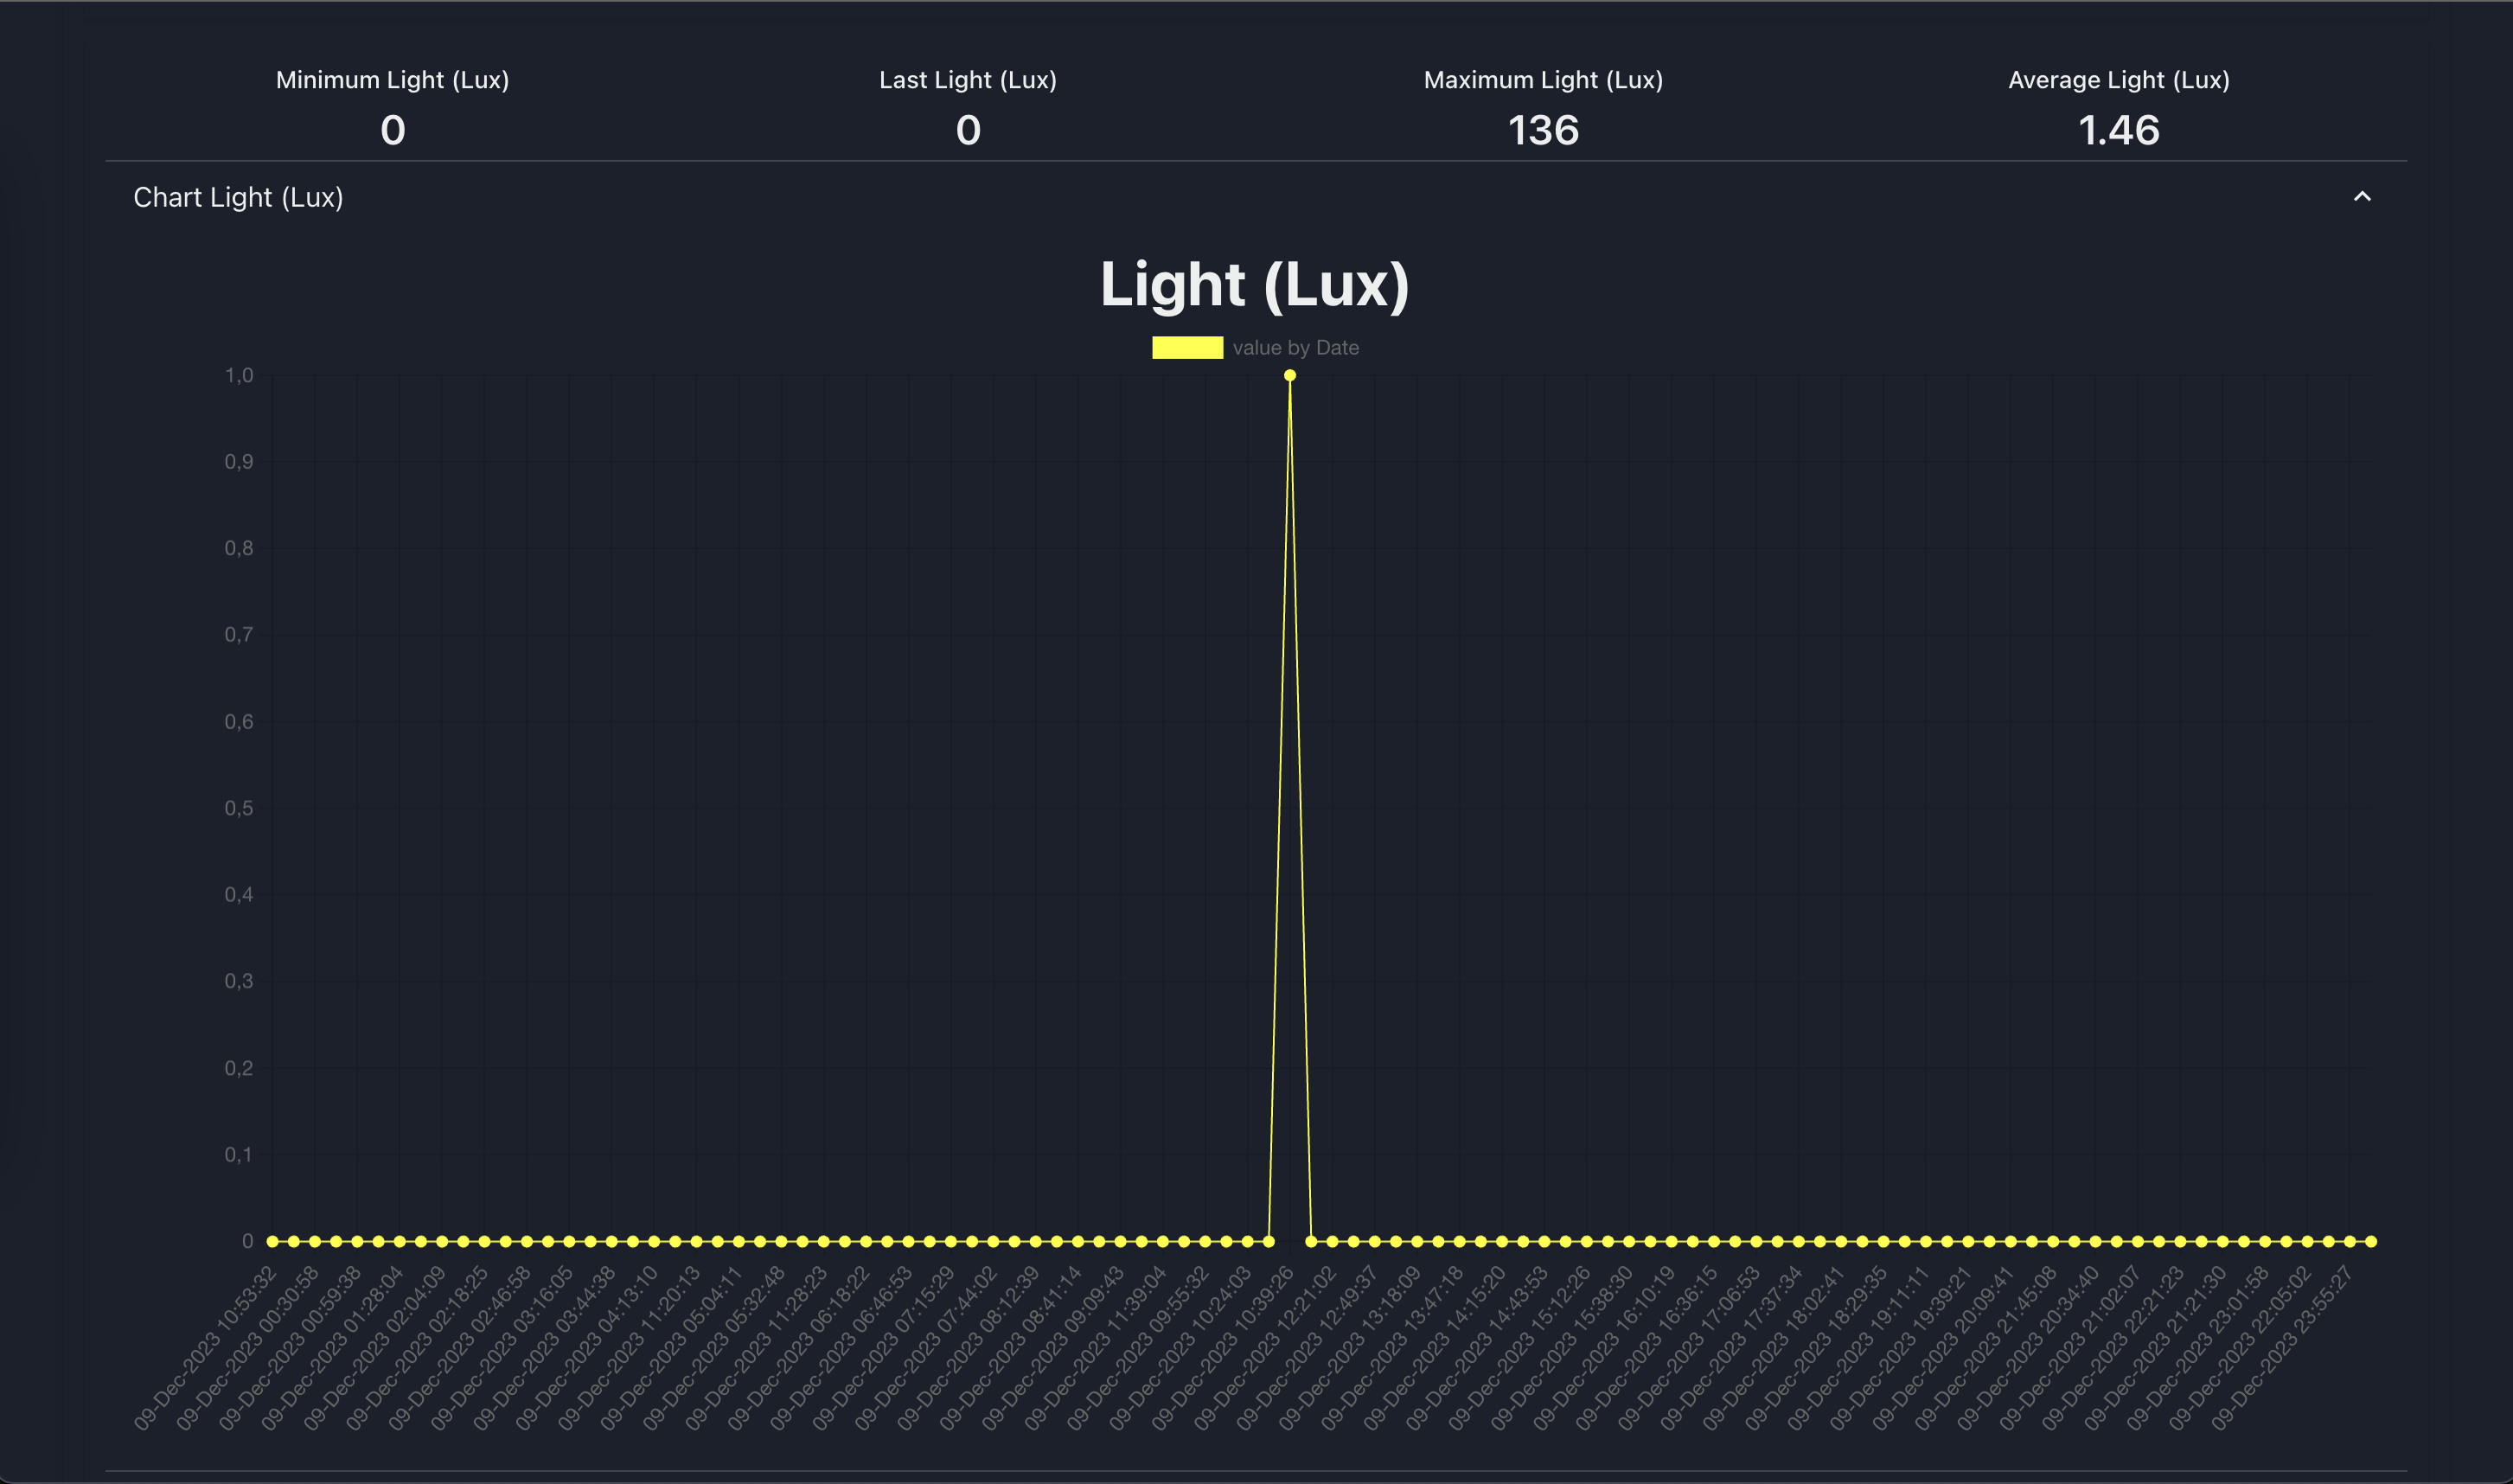 Minimum Light (Lux)
Last Light (Lux)
Maximum Light (Lux)
Average Light (Lux)
0
0
136
1.46
Chart Light (Lux)
Light (Lux)
value by Date
1,0
0,9
0,8
0,7
0,6
0,5
0,4
0,3
0,2
0,1
0
09-Dec-2023 10:53:32
09-Dec-2023 00:30:58
09-Dec-2023 00:59:38
09-Dec-2023 01:28:04
09-Dec-2023 02:04:09
09-Dec-2023 02:18:25
09-Dec-2023 02:46:58
09-Dec-2023 03:16:05
09-Dec-2023 03:44:38
09-Dec-2023 04:13:10
09-Dec-2023 11:20:13
09-Dec-2023 05:04:11
09-Dec-2023 05:32:48
09-Dec-2023 11:28:23
09-Dec-2023 06:18:22
09-Dec-2023 06:46:53
09-Dec-2023 07:15:29
09-Dec-2023 07:44:02
09-Dec-2023 08:12:39
09-Dec-2023 08:41:14
09-Dec-2023 09:09:43
09-Dec-2023 11:39:04
09-Dec-2023 09:55:32
09-Dec-2023 10:24:03
09-Dec-2023 10:39:26
09-Dec-2023 12:21:02
09-Dec-2023 12:49:37
09-Dec-2023 13:18:09
09-Dec-2023 13:47:18
09-Dec-2023 14:15:20
09-Dec-2023 14:43:53
09-Dec-2023 15:12:26
09-Dec-2023 15:38:30
09-Dec-2023 16:10:19
09-Dec-2023 16:36:15
09-Dec-2023 17:06:53
09-Dec-2023 17:37:34
09-Dec-2023 18:02:41
09-Dec-2023 18:29:35
09-Dec-2023 19:11:11
09-Dec-2023 19:39:21
09-Dec-2023 20:09:41
09-Dec-2023 21:45:08
09-Dec-2023 20:34:40
09-Dec-2023 21:02:07
09-Dec-2023 22:21:23
09-Dec-2023 21:21:30
09-Dec-2023 23:01:58
09-Dec-2023 22:05:02
09-Dec-2023 23:55:27